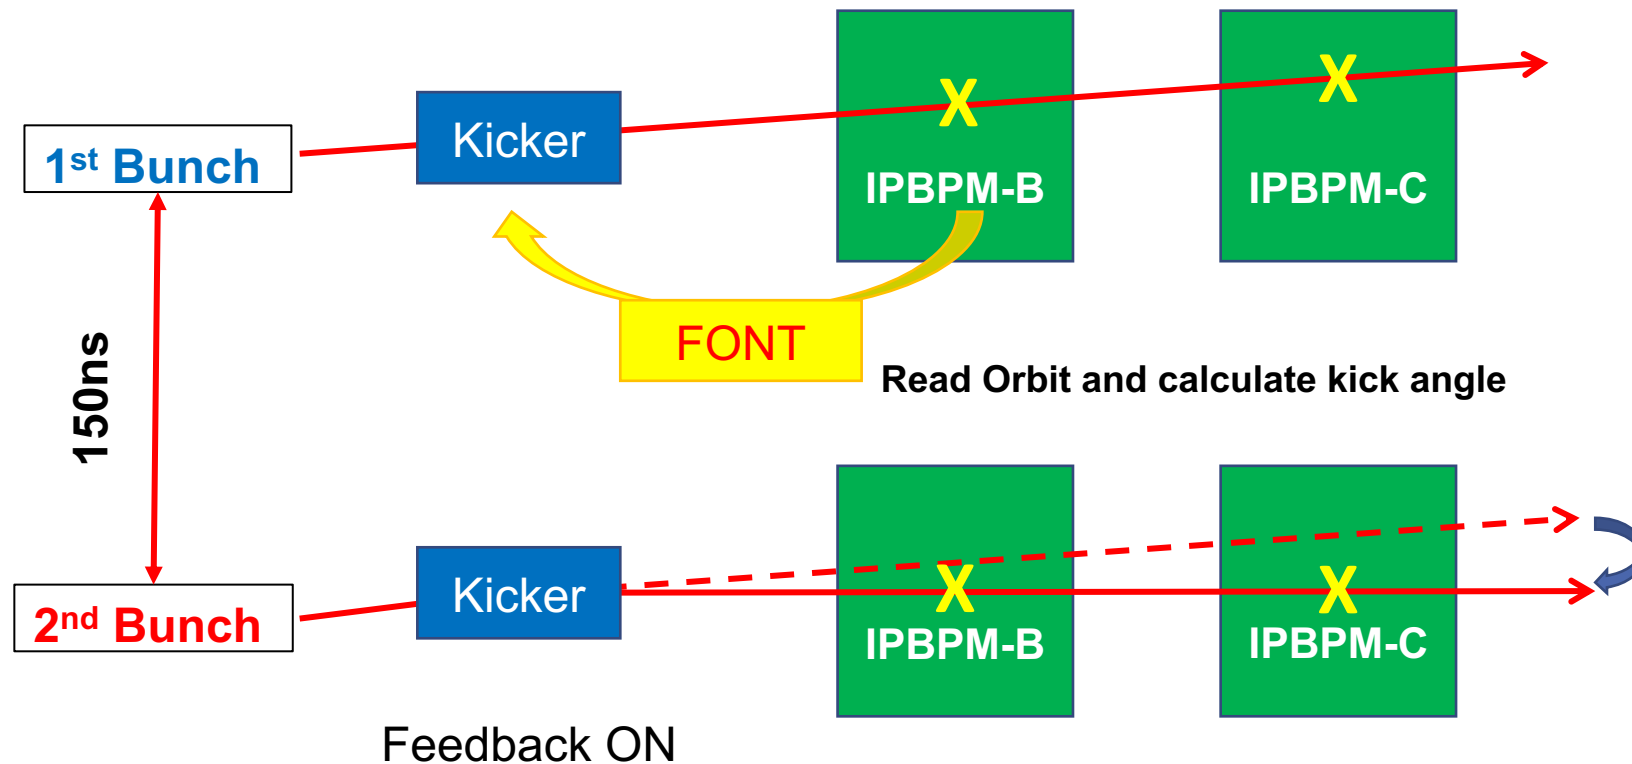 1st Bunch
Kicker
X
X
IPBPM-B
IPBPM-C
FONT
Read Orbit and calculate kick angle
150ns
2nd Bunch
Kicker
X
X
IPBPM-B
IPBPM-C
Feedback ON